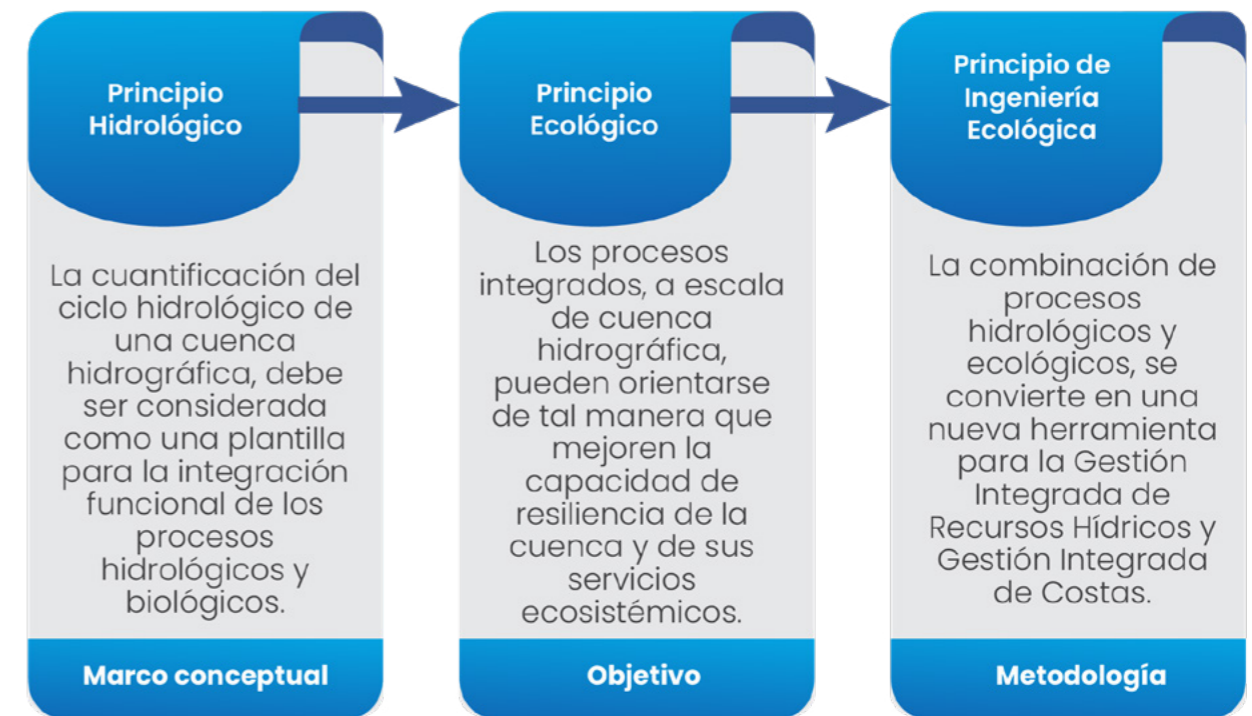 Principio
Hidrológico
La cuantificación del
ciclo hidrológico de
una cuenca
hidrográfica, debe
ser considerada
como una plantilla
para la integración
funcional de los
procesos
hidrológicos y
biológicos.
Marco conceptual
Principio
Ecológico
Los procesos
integrados, a escala
de cuenca
hidrográfica,
pueden orientarse
de tal manera que
mejoren la
capacidad de
resiliencia de la
cuenca y de sus
servicios
ecosistémicos.
Objetivo
Principio de
Ingeniería
Ecológica
La combinación de
procesos
hidrológicos y
ecológicos, se
convierte en una
nueva herramienta
para la Gestión
Integrada de
Recursos Hídricos y
Gestión Integrada
de Costas.
Metodología